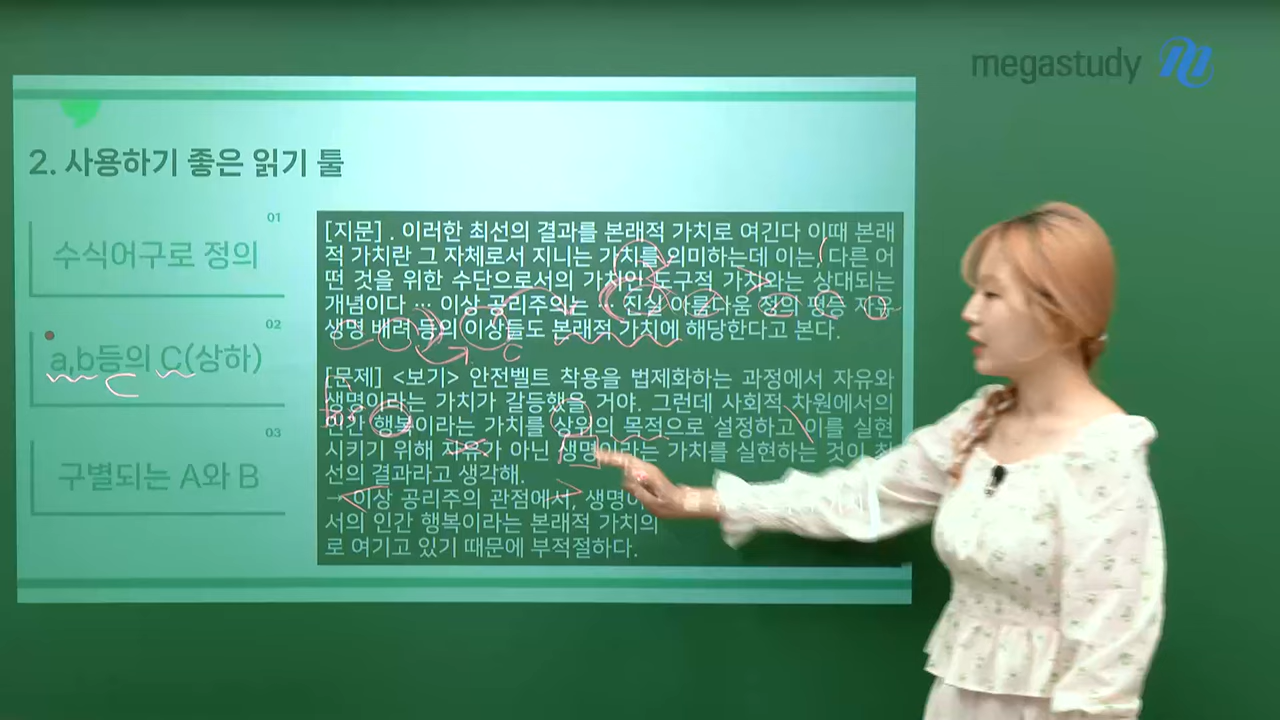 megastudy
2. 사용하기 좋은 읽기 툴
01
수식어구로 정의
02
a,b등의 C(상하)
C
03
구별되는 A와 B
[지문] . 이러한 최선의 결과를 본래적 가치로 여긴다 이때 본래
적 가치란 그 자체로서 지니는 가치를 의미하는데 이는, 다른 어
떤 것을 위한 수단으로서의 가치인 도구적 가치와는 상대되는
개념이다 … 이상 공리주의는 … 진실 아름다움 정의 평등 자유
생명 배려 등의 이상들도 본래적 가치에 해당한다고 본다.
C
[문제] <보기> 안전벨트 착용을 법제화하는 과정에서 자유와
생명이라는 가치가 갈등했을 거야. 그런데 사회적 차원에서의
인간 행복이라는 가치를 상위의 목적으로 설정하고 이를 실현
시키기 위해 자유가 아닌 생명이라는 가치를 실현하는 것이 최
선의 결과라고 생각해.
→ 이상 공리주의 관점에서, 생명이
서의 인간 행복이라는 본래적 가치의
로 여기고 있기 때문에 부적절하다.